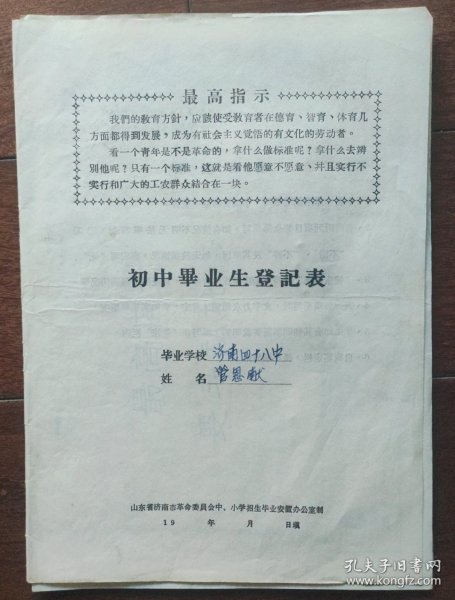 最高指示
我們的敎育方針，应該使受敎育者在德育、智育、体育几
方面都得到发展，成为有社会主义覚悟的有文化的劳动者。
看一个青年是不是革命的，拿什么做标准呢？拿什么去辨
别他呢？只有一个标准，这就是看他愿意不愿意、幷且实行不
实行和广大的工农群众結合在一块。
初中畢业生登記表
毕业学校 济南四十八中
姓名 管恩献
山东省济南市革命委員会中、小学招生毕业安置办公室制
19 年 月 日塡
孔夫子旧书网
www.kongfz.com